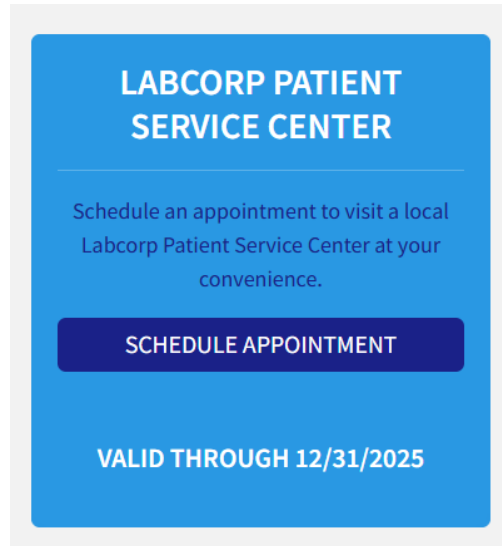 LABCORP PATIENT
SERVICE CENTER
Schedule an appointment to visit a local
Labcorp Patient Service Center at your
convenience.
SCHEDULE APPOINTMENT
VALID THROUGH 12/31/2025